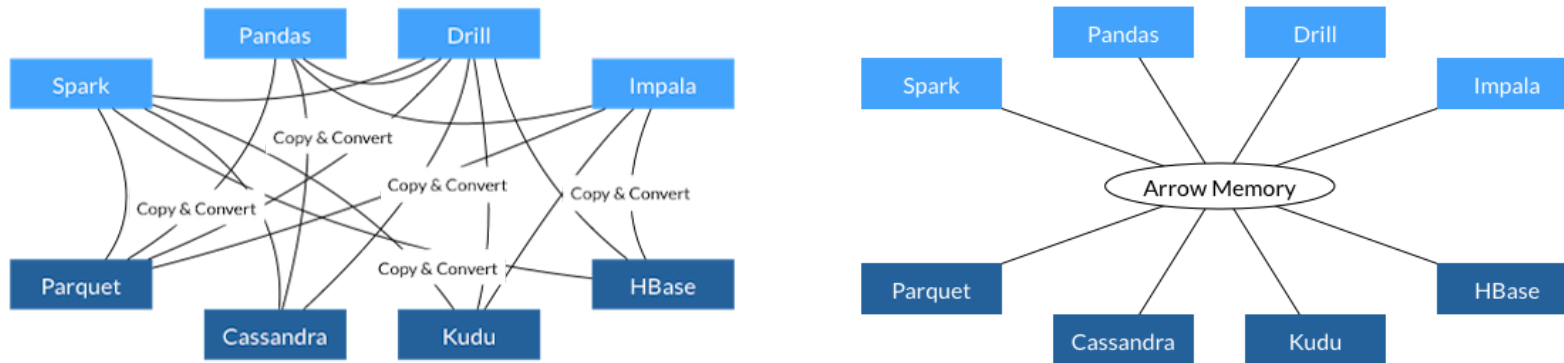 Pandas
Drill
Spark
Impala
Copy & Convert
Copy & Convert
Copy & Convert
Copy & Convert
Copy & Convert
Parquet
HBase
Cassandra
Kudu
Pandas
Drill
Spark
Impala
Arrow Memory
Parquet
HBase
Cassandra
Kudu